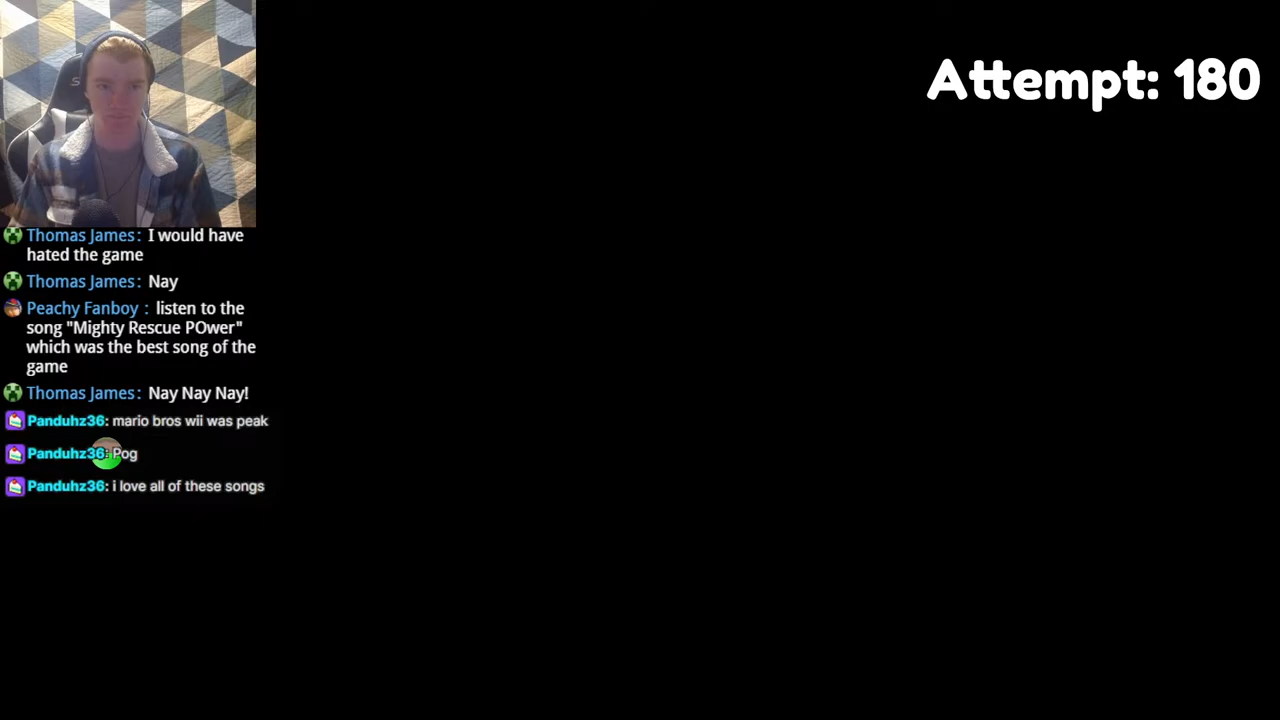 Attempt: 180
Thomas James: I would have
hated the game
Thomas James: Nay
Peachy Fanboy : listen to the
song "Mighty Rescue POwer"
which was the best song of the
game
Thomas James: Nay Nay Nay!
Panduhz36: mario bros wii was peak
Panduhz36: Pog
Panduhz36: i love all of these songs